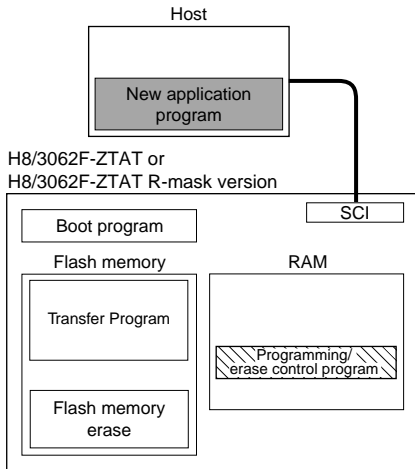 Host
New application
program
H8/3062F-ZTAT or
H8/3062F-ZTAT R-mask version
SCI
Boot program
Flash memory
RAM
Transfer Program
Programming/
erase control program
Flash memory
erase